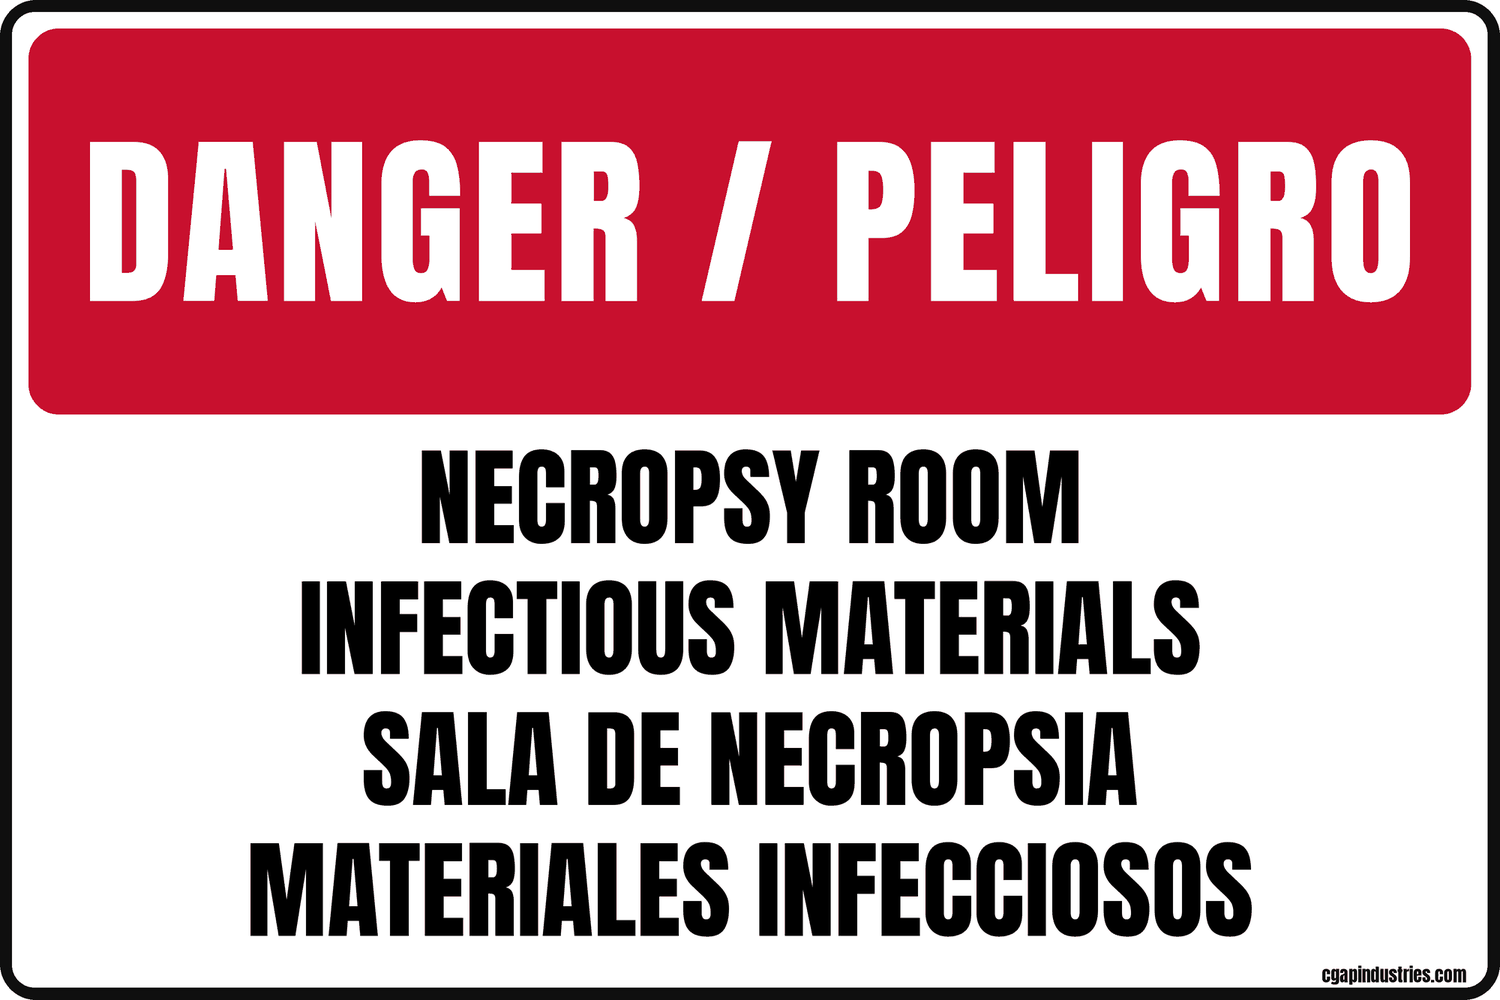 DANGER / PELIGRO
NECROPSY ROOM
INFECTIOUS MATERIALS
SALA DE NECROPSIA
MATERIALES INFECCIOSOS
cgapindustries.com